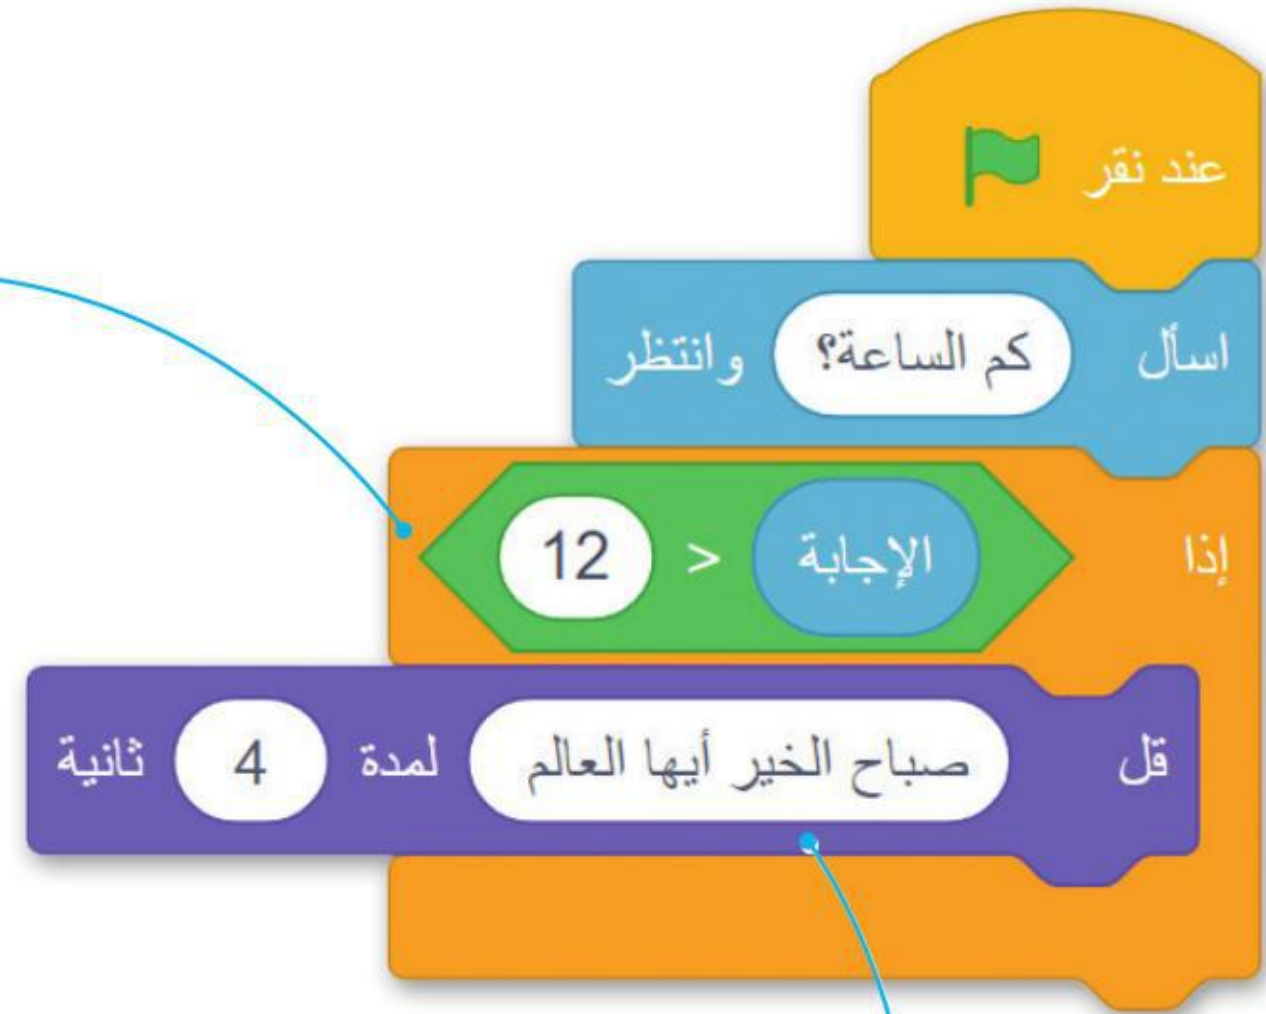 عند نقر
اسأل كم الساعة؟ وانتظر
إذا الإجابة < 12
قل صباح الخير أيها العالم لمدة 4 ثانية